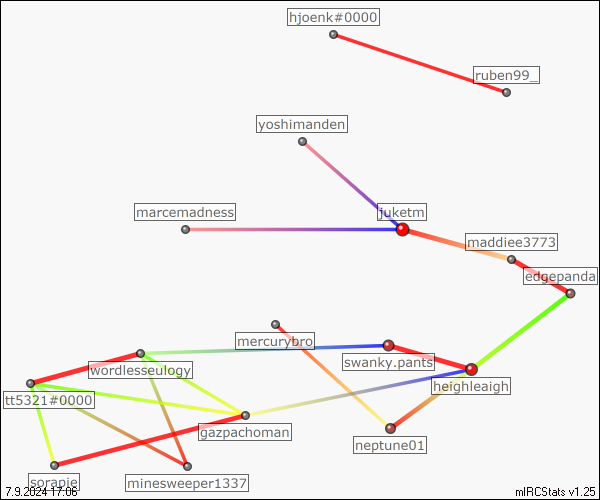 hjoenk#0000
ruben99_
yoshimanden
marcemadness
juketm
maddiee3773
edgepanda
mercurybro
swanky.pants
wordlesseulogy
heighleaigh
tt5321#0000
gazpachoman
neptune01
sorapie
minesweeper1337
7.9.2024 17:06
mIRCStats v1.25